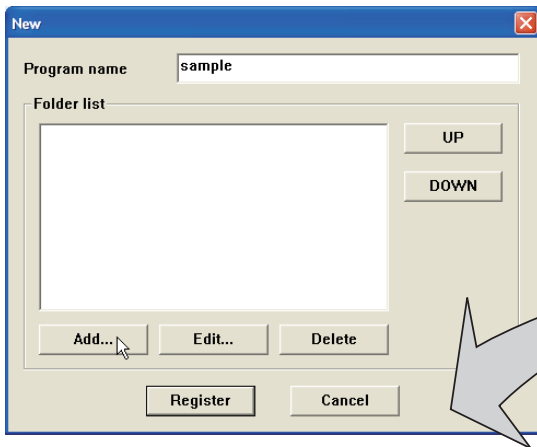 New
Program name sample
Folder list
UP
DOWN
Add... Edit... Delete
Register Cancel